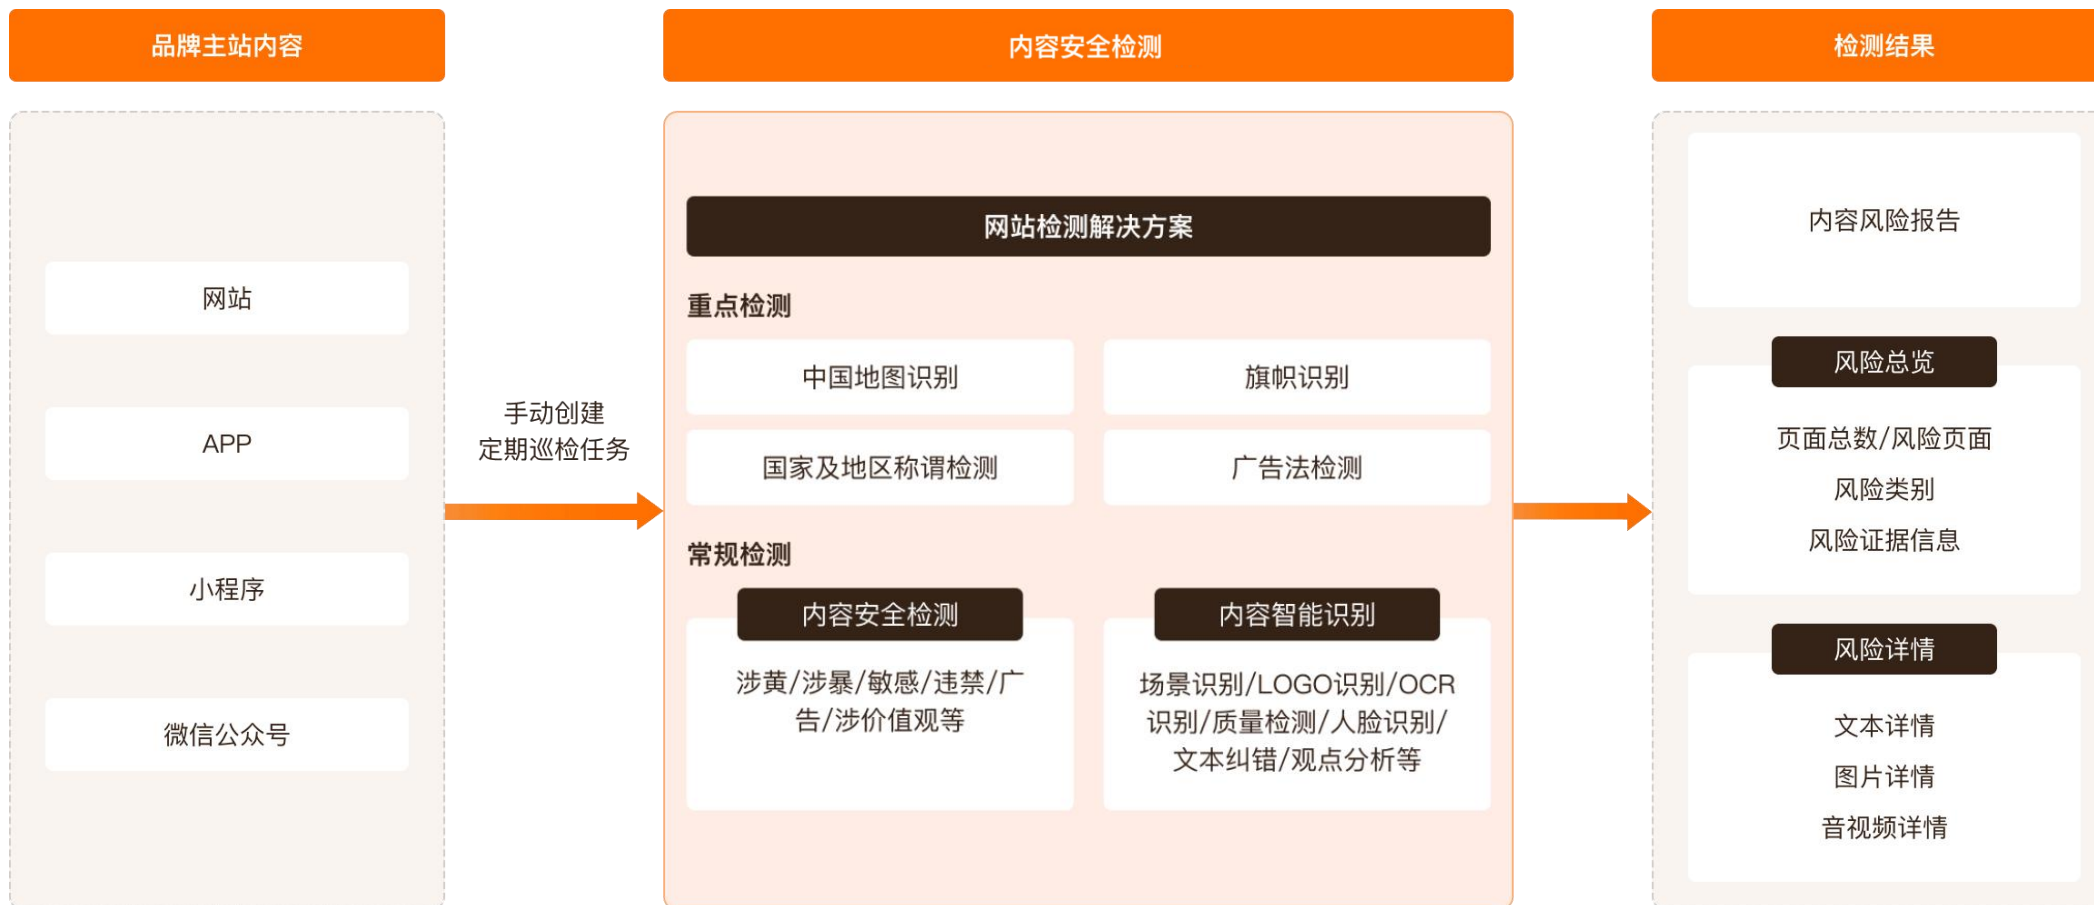 品牌主站内容
网站
APP
小程序
微信公众号
手动创建
定期巡检任务
内容安全检测
网站检测解决方案
重点检测
中国地图识别
旗帜识别
国家及地区称谓检测
广告法检测
常规检测
内容安全检测
涉黄/涉暴/敏感/违禁/广
告/涉价值观等
内容智能识别
场景识别/LOGO识别/OCR
识别/质量检测/人脸识别/
文本纠错/观点分析等
检测结果
内容风险报告
风险总览
页面总数/风险页面
风险类别
风险证据信息
风险详情
文本详情
图片详情
音视频详情